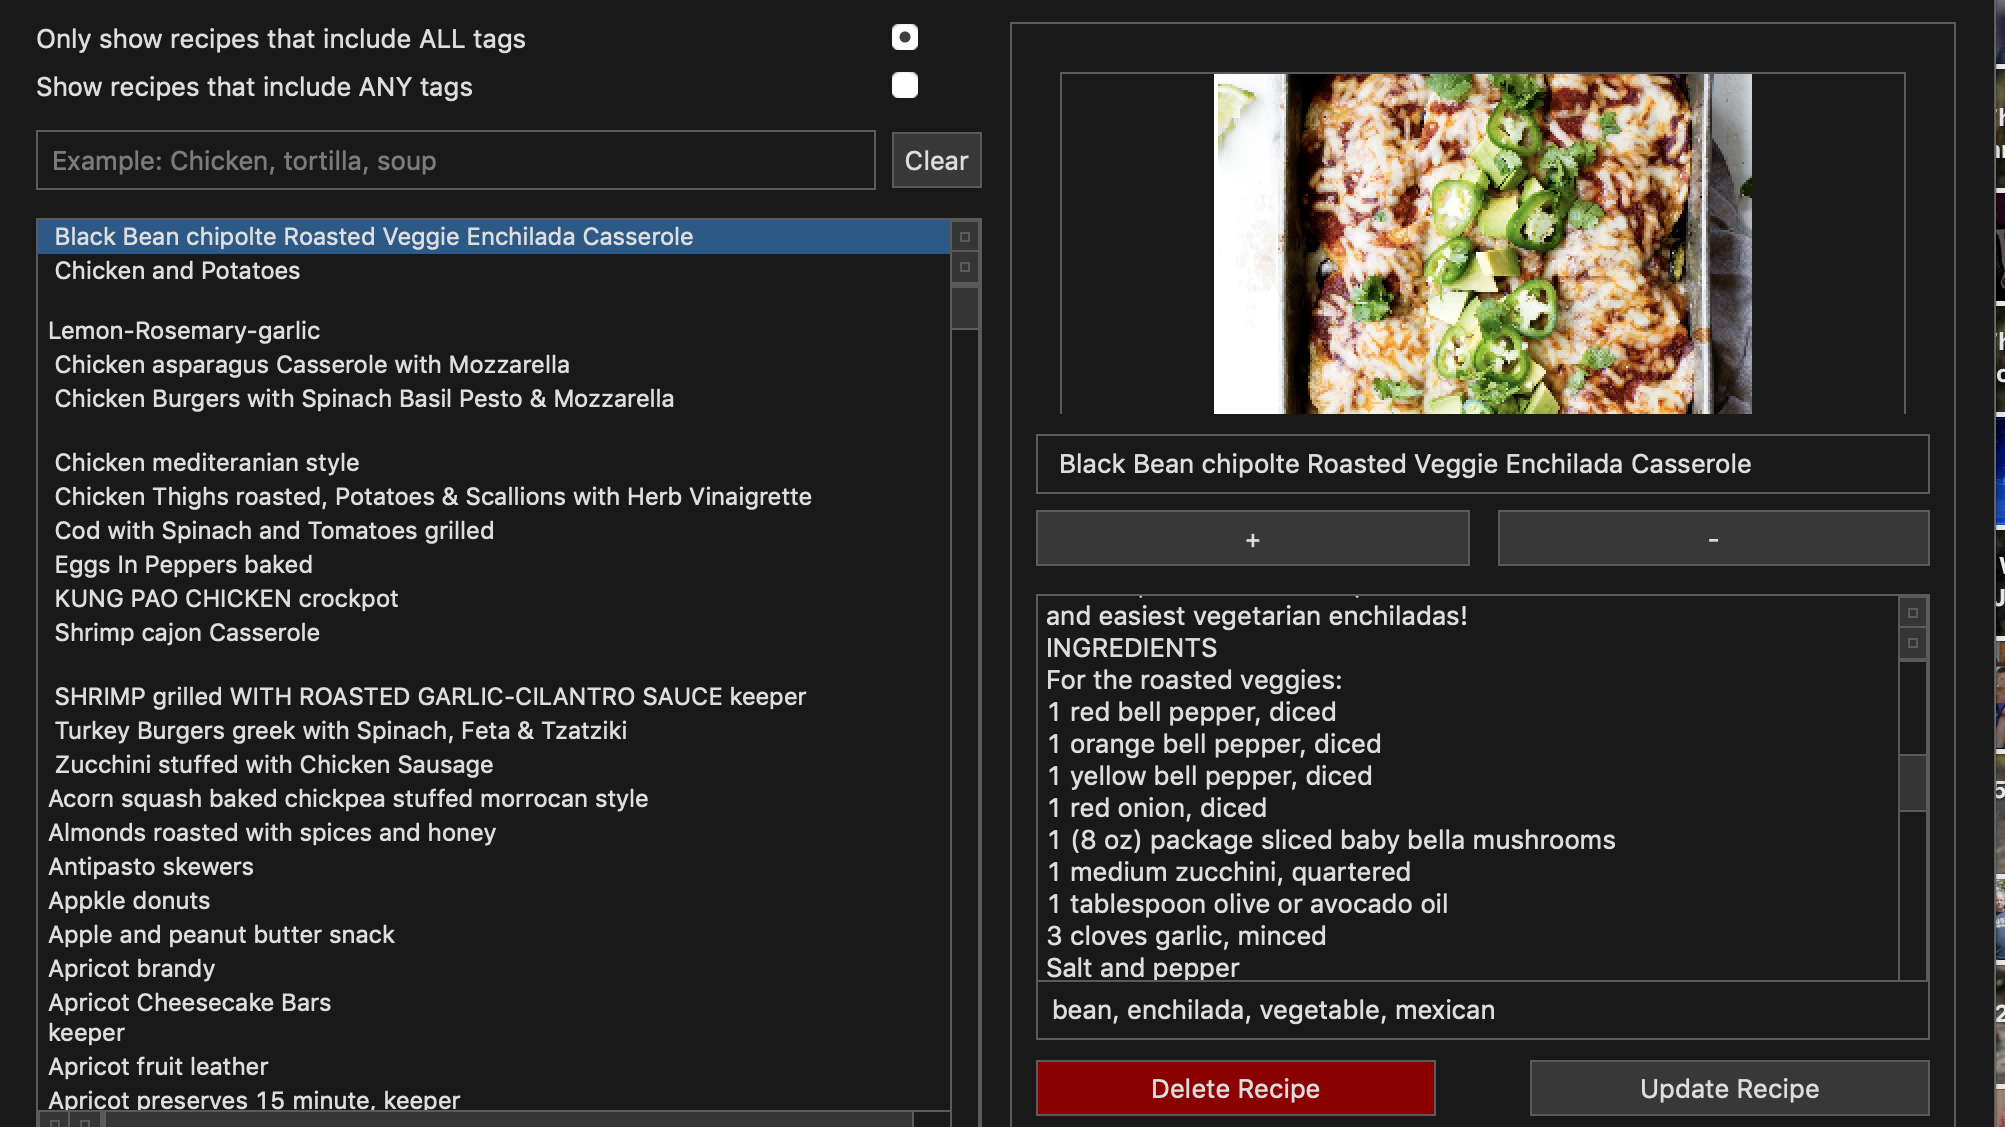 Only show recipes that include ALL tags
Show recipes that include ANY tags
Example: Chicken, tortilla, soup
Clear
Black Bean chipolte Roasted Veggie Enchilada Casserole
Chicken and Potatoes
Lemon-Rosemary-garlic
Chicken asparagus Casserole with Mozzarella
Chicken Burgers with Spinach Basil Pesto & Mozzarella
Chicken mediteranian style
Chicken Thighs roasted, Potatoes & Scallions with Herb Vinaigrette
Cod with Spinach and Tomatoes grilled
Eggs In Peppers baked
KUNG PAO CHICKEN crockpot
Shrimp cajon Casserole
SHRIMP grilled WITH ROASTED GARLIC-CILANTRO SAUCE keeper
Turkey Burgers greek with Spinach, Feta & Tzatziki
Zucchini stuffed with Chicken Sausage
Acorn squash baked chickpea stuffed morrocan style
Almonds roasted with spices and honey
Antipasto skewers
Appkle donuts
Apple and peanut butter snack
Apricot brandy
Apricot Cheesecake Bars
keeper
Apricot fruit leather
Apricot preserves 15 minute, keeper
Black Bean chipolte Roasted Veggie Enchilada Casserole
+
-
and easiest vegetarian enchiladas!
INGREDIENTS
For the roasted veggies:
1 red bell pepper, diced
1 orange bell pepper, diced
1 yellow bell pepper, diced
1 red onion, diced
1 (8 oz) package sliced baby bella mushrooms
1 medium zucchini, quartered
1 tablespoon olive or avocado oil
3 cloves garlic, minced
Salt and pepper
bean, enchilada, vegetable, mexican
Delete Recipe
Update Recipe